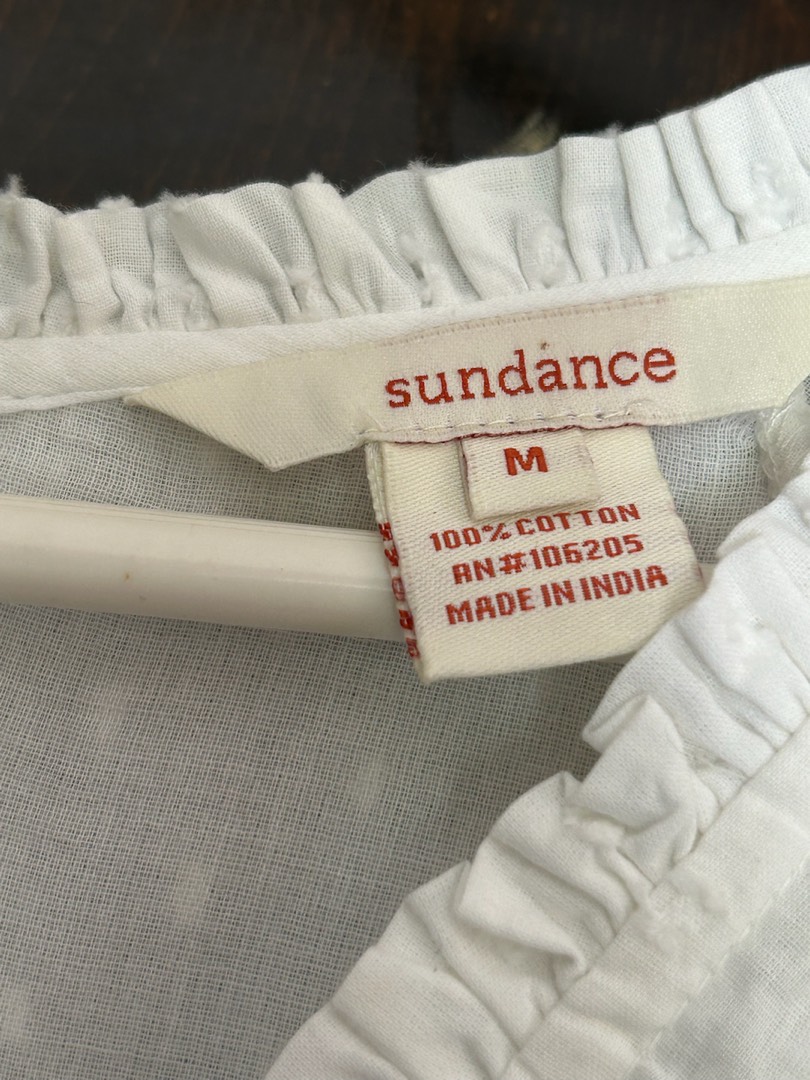 sundance
M
100% COTTON
RN#106205
MADE IN INDIA